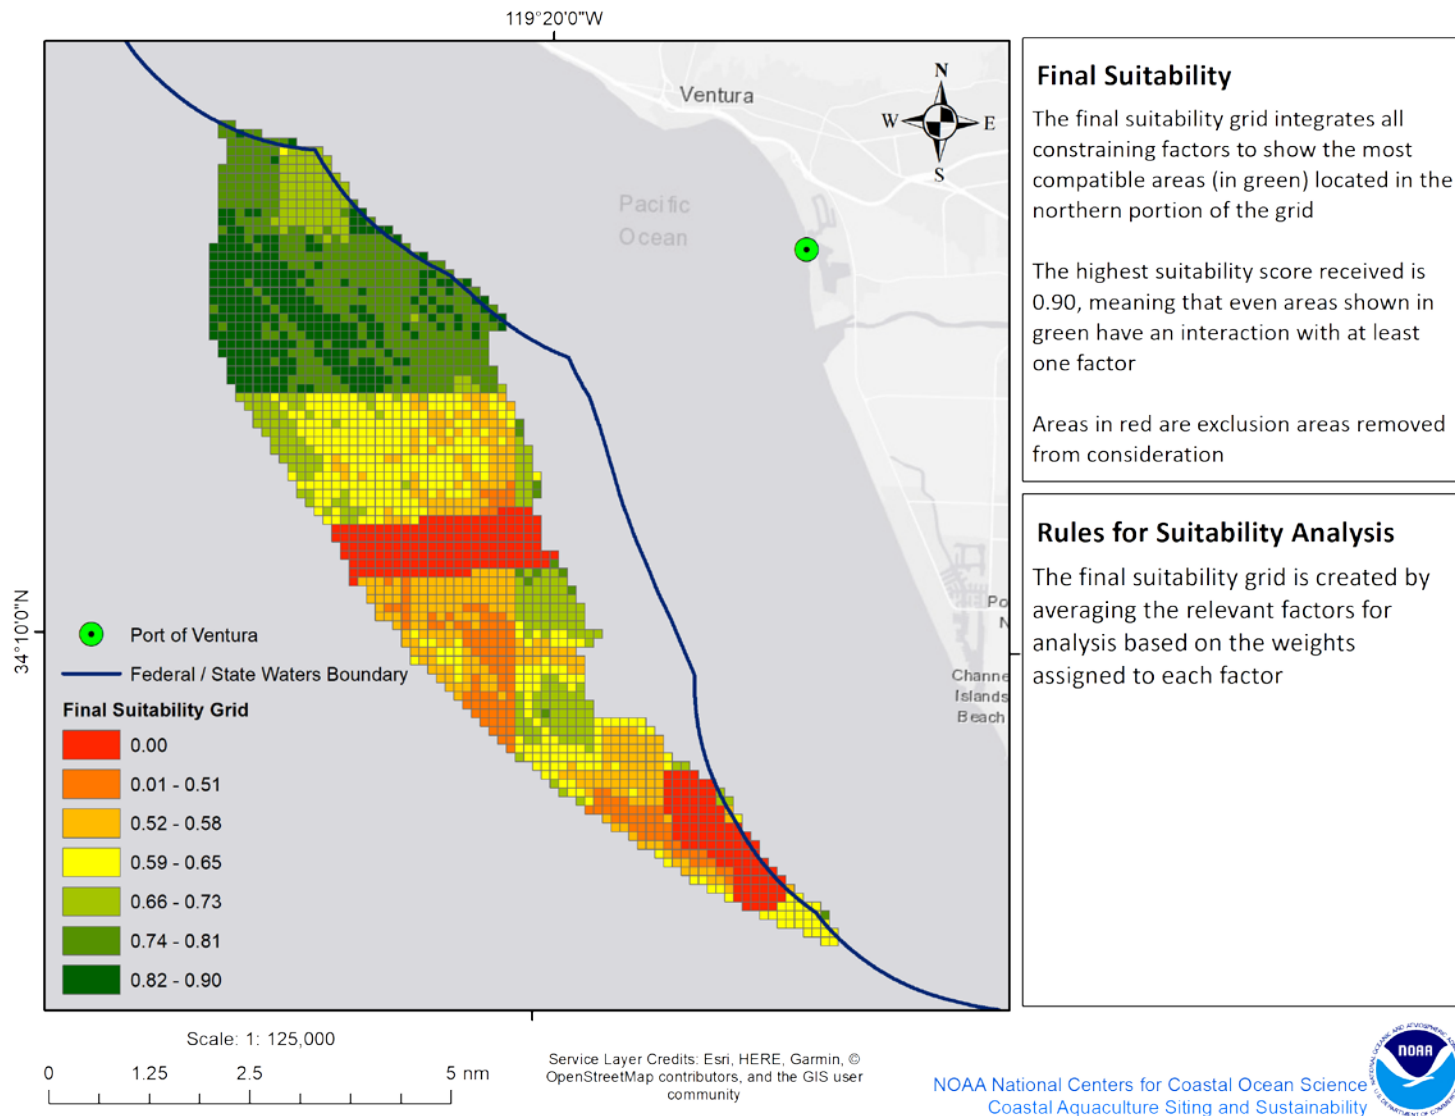 119°20'0"W
Ventura
N
W
E
S
Pacific
Ocean
34°10'0"N
Channe
Islands
Beach
Port of Ventura
Federal / State Waters Boundary
Final Suitability Grid
0.00
0.01 - 0.51
0.52 - 0.58
0.59 - 0.65
0.66 - 0.73
0.74 - 0.81
0.82 - 0.90
Po
N
Final Suitability
The final suitability grid integrates all
constraining factors to show the most
compatible areas (in green) located in the
northern portion of the grid
The highest suitability score received is
0.90, meaning that even areas shown in
green have an interaction with at least
one factor
Areas in red are exclusion areas removed
from consideration
Rules for Suitability Analysis
The final suitability grid is created by
averaging the relevant factors for
analysis based on the weights
assigned to each factor
Scale: 1: 125,000
0 1.25 2.5 5 nm
Service Layer Credits: Esri, HERE, Garmin, ©
OpenStreetMap contributors, and the GIS user
community
NOAA National Centers for Coastal Ocean Science
Coastal Aquaculture Siting and Sustainability
NOAA